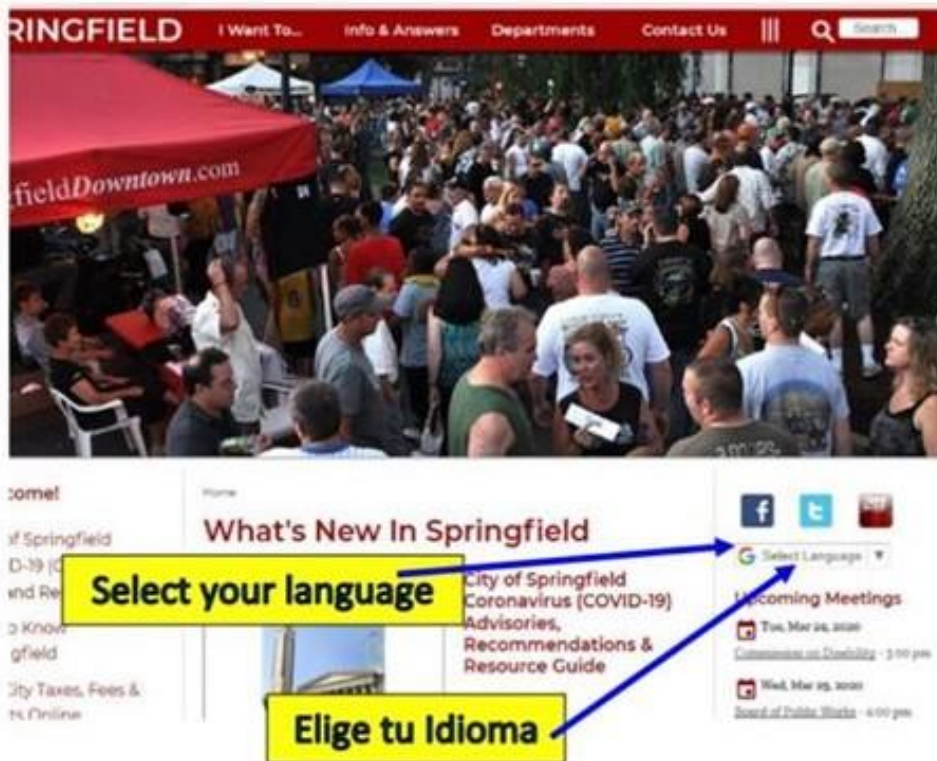 RINGFIELD
I Want To...
Info & Answers
Departments
Contact Us
Search...
fieldDowntown.com
come!
of Springfield
D-19 (C
and Re
o Know
gfield
City Taxes, Fees &
ts Online
Home
What's New In Springfield
City of Springfield
Coronavirus (COVID-19)
Advisories,
Recommendations &
Resource Guide
Select your language
Elige tu Idioma
f
t
G Select Language ▼
Upcoming Meetings
Tue, Mar 24, 2020
Commission on Disability - 3:00 pm
Wed, Mar 25, 2020
Board of Public Works - 4:00 pm